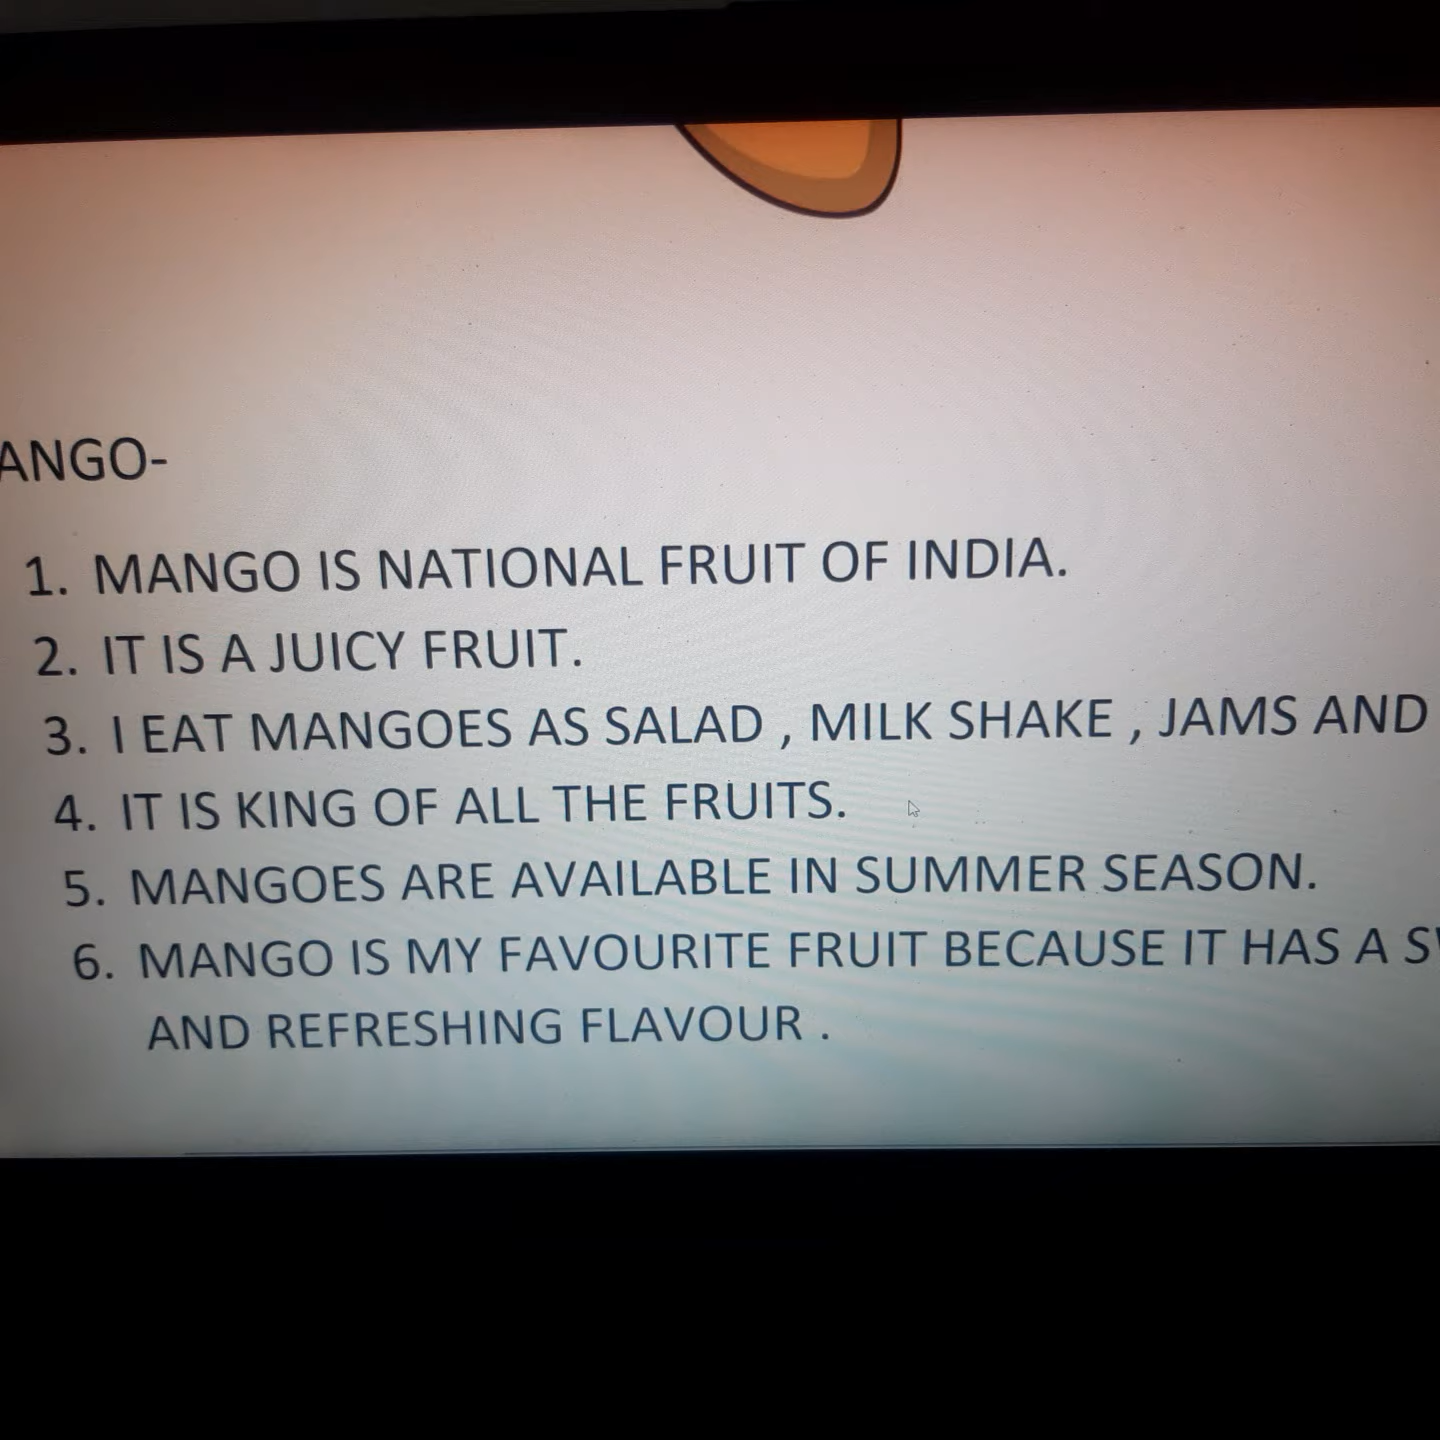 ANGO-
1. MANGO IS NATIONAL FRUIT OF INDIA.
2. IT IS A JUICY FRUIT.
3. I EAT MANGOES AS SALAD , MILK SHAKE , JAMS AND
4. IT IS KING OF ALL THE FRUITS.
5. MANGOES ARE AVAILABLE IN SUMMER SEASON.
6. MANGO IS MY FAVOURITE FRUIT BECAUSE IT HAS A
AND REFRESHING FLAVOUR .